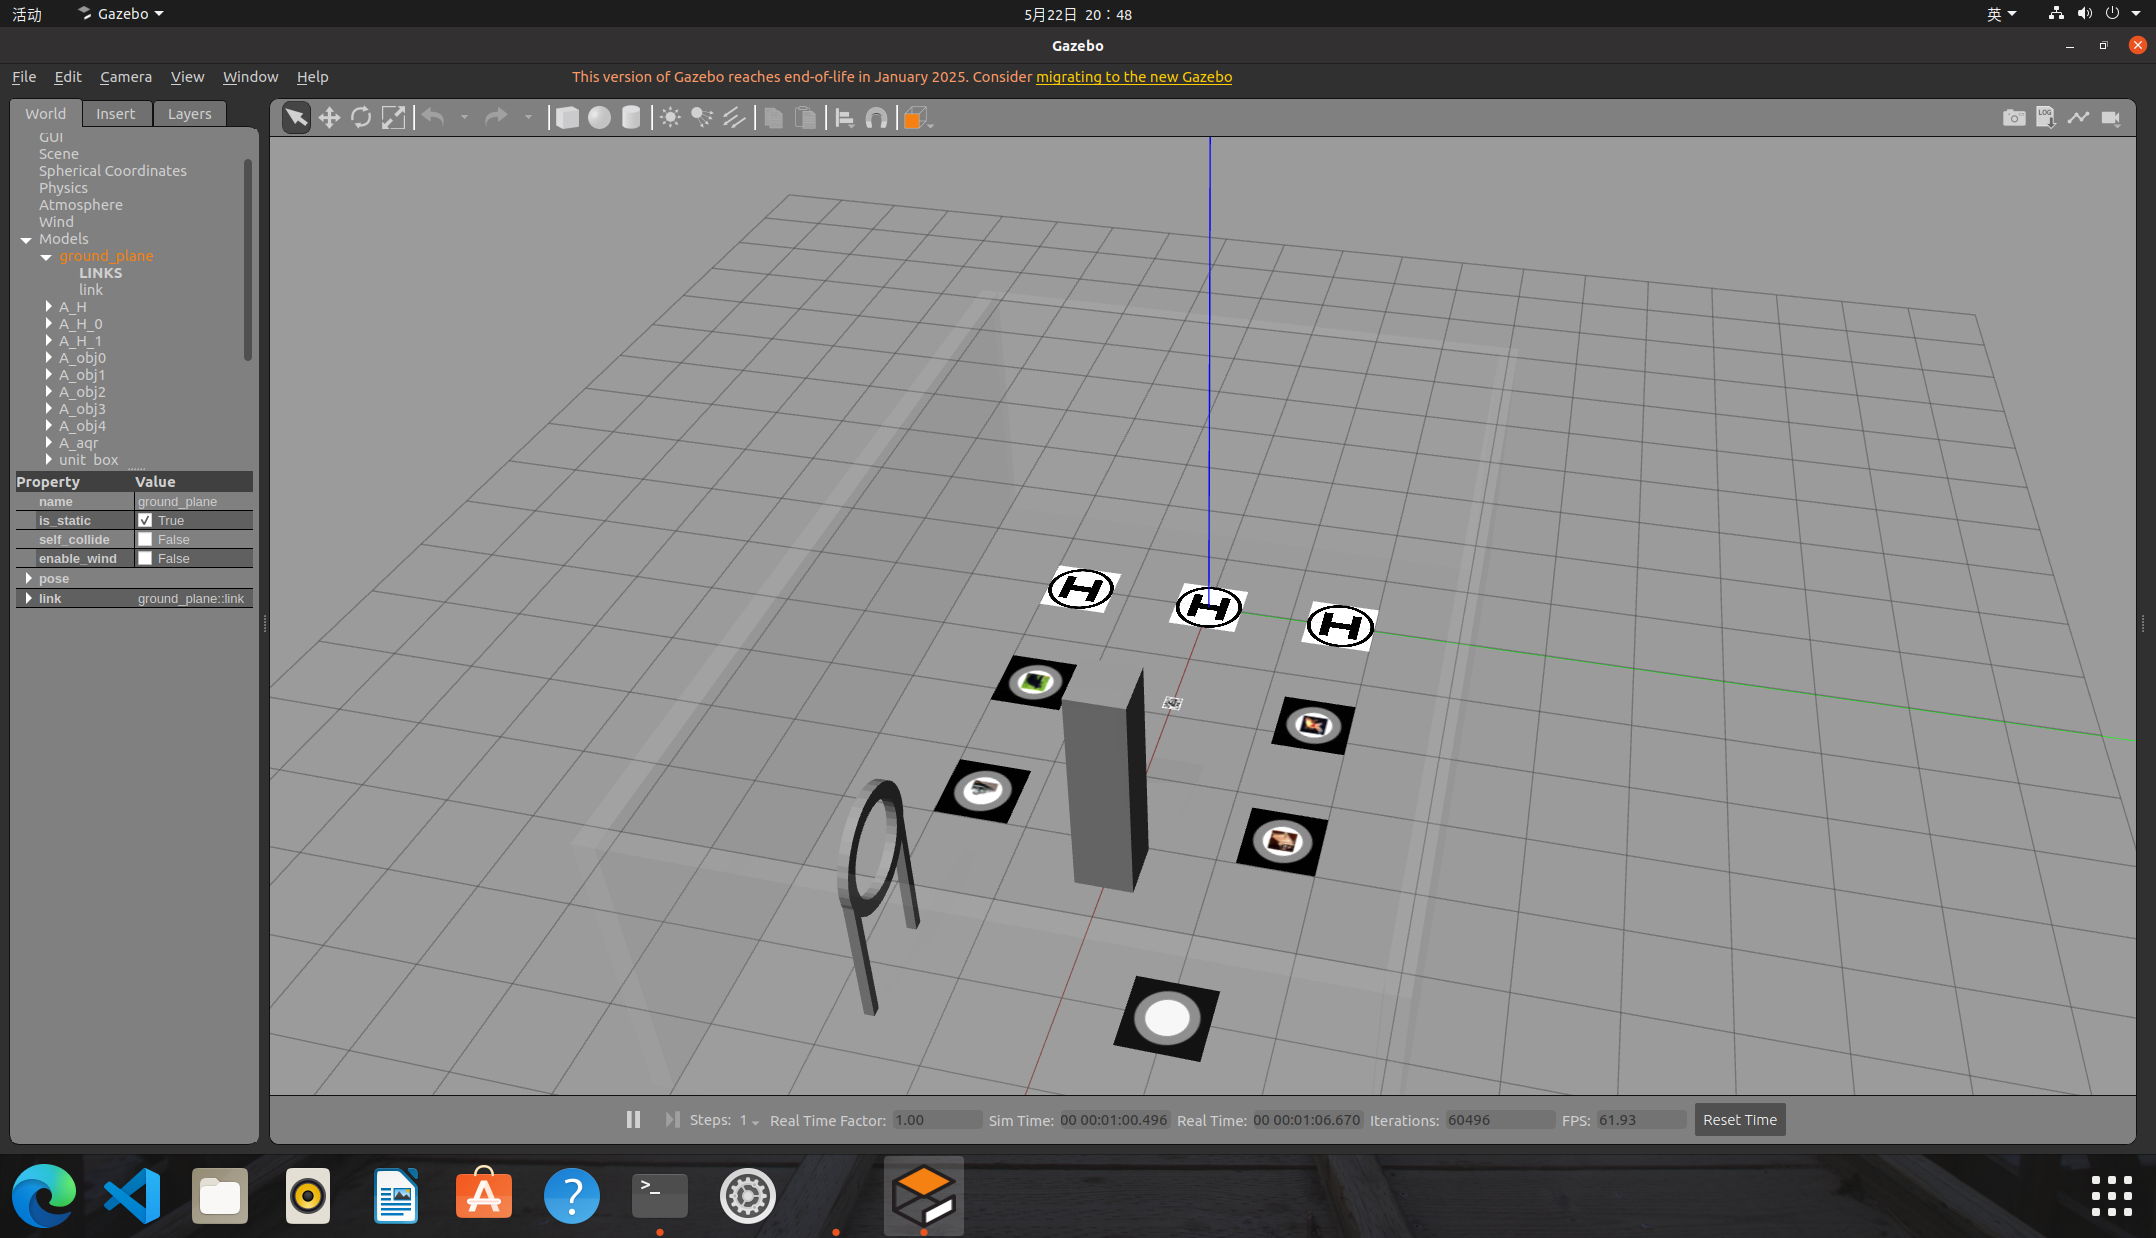 活动 Gazebo 5月22日 20：48 英
Gazebo
File Edit Camera View Window Help This version of Gazebo reaches end-of-life in January 2025. Consider migrating to the new Gazebo
World Insert Layers
GUI
Scene
Spherical Coordinates
Physics
Atmosphere
Wind
Models
ground_plane
LINKS
link
A_H
A_H_0
A_H_1
A_obj0
A_obj1
A_obj2
A_obj3
A_obj4
A_aqr
unit_box
Property Value
name ground_plane
is_static True
self_collide False
enable_wind False
pose
link ground_plane::link
LOG
H H H
Steps: 1 Real Time Factor: 1.00 Sim Time: 00 00:01:00.496 Real Time: 00 00:01:06.670 Iterations: 60496 FPS: 61.93 Reset Time